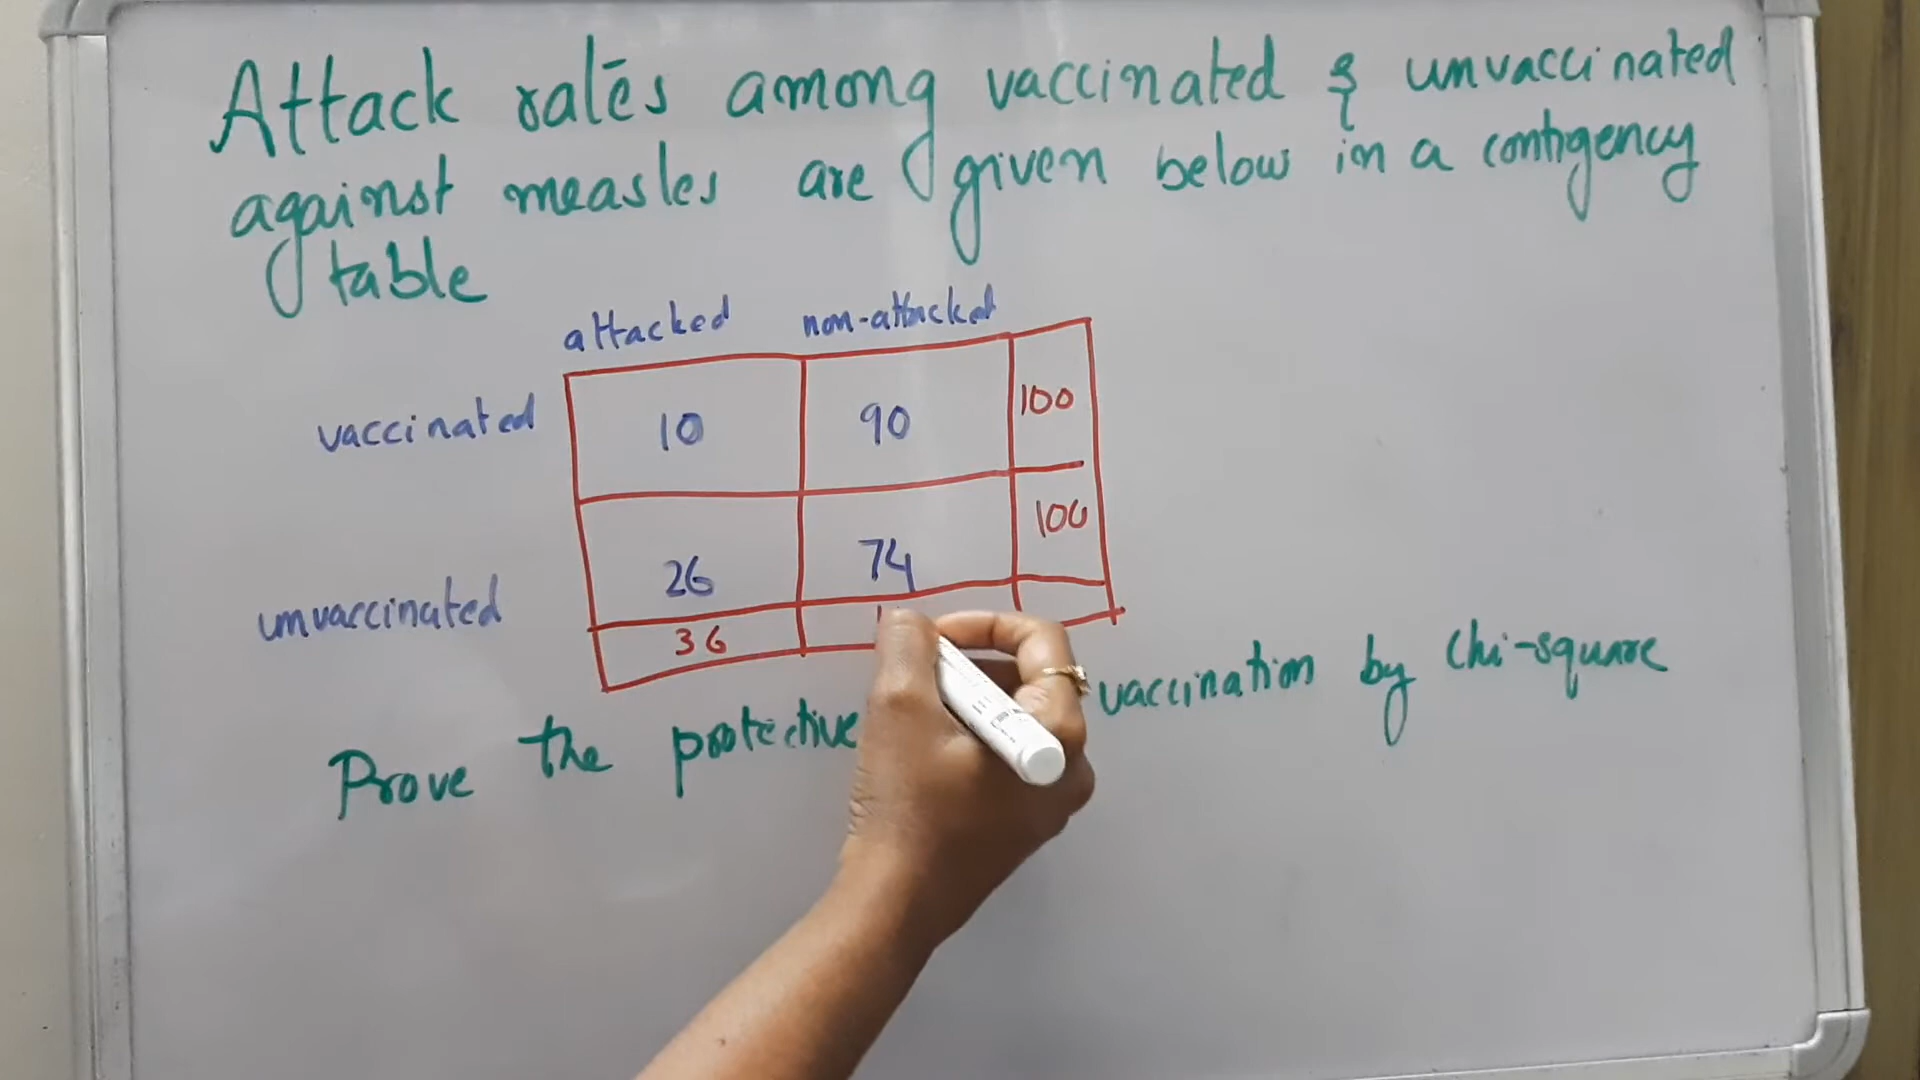 Attack rates among vaccinated & unvaccinated
against measles are given below in a contigency
table
attacked non-attacked
vaccinated 10 90 100
unvaccinated 26 74 100
36
Prove the protective vaccination by Chi-square